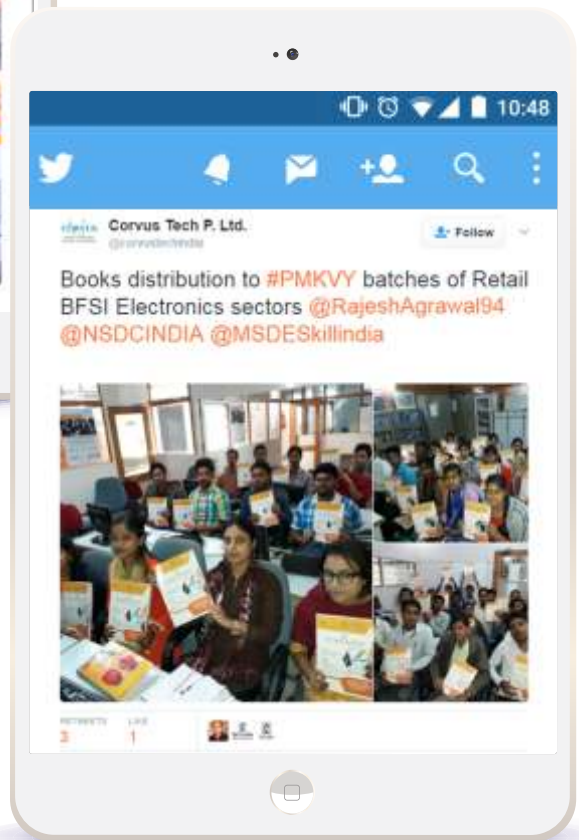 10:48
Corvus Tech P. Ltd.
@corvustechindia
Follow
Books distribution to #PMKVY batches of Retail
BFSI Electronics sectors @RajeshAgrawal94
@NSDCINDIA @MSDESkillindia
RETWEETS LIKE
3 1